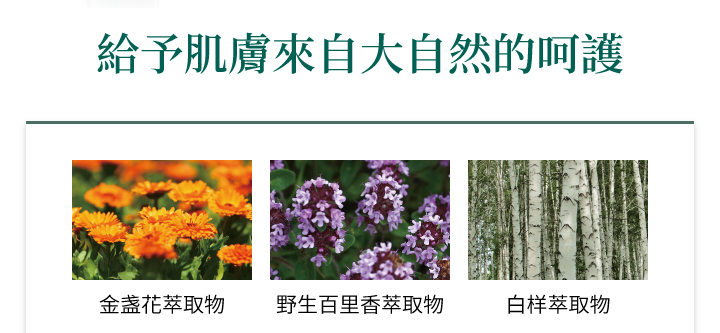 給予肌膚來自大自然的呵護
金盞花萃取物
野生百里香萃取物
白样萃取物